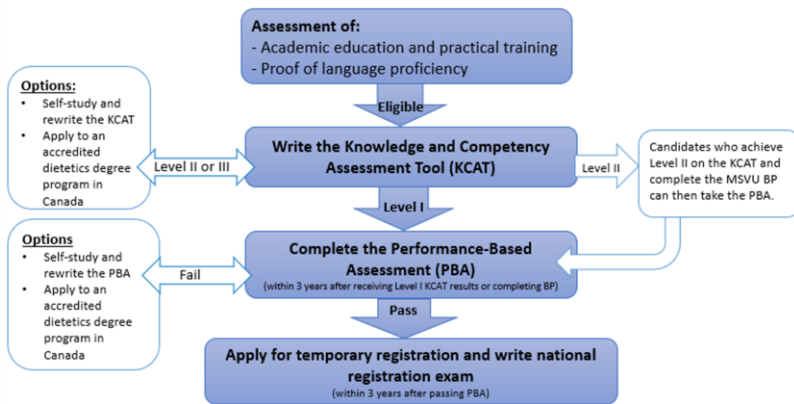 Assessment of:
- Academic education and practical training
- Proof of language proficiency
Eligible
Options:
• Self-study and
rewrite the KCAT
• Apply to an
accredited
dietetics degree
program in
Canada
Level II or III
Write the Knowledge and Competency
Assessment Tool (KCAT)
Level II
Candidates who achieve
Level II on the KCAT and
complete the MSVU BP
can then take the PBA.
Level I
Options
• Self-study and
rewrite the PBA
• Apply to an
accredited
dietetics degree
program in
Canada
Fail
Complete the Performance-Based
Assessment (PBA)
(within 3 years after receiving Level I KCAT results or completing BP)
Pass
Apply for temporary registration and write national
registration exam
(within 3 years after passing PBA)